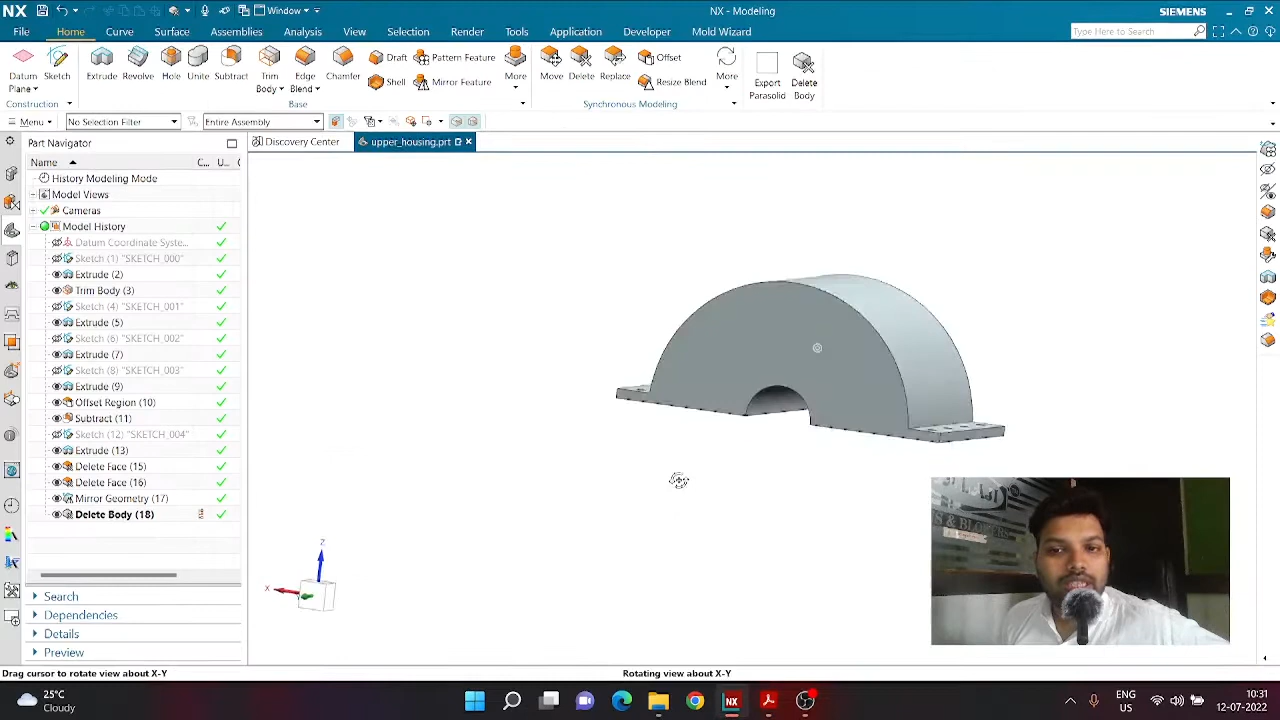 NX
Window
NX - Modeling
SIEMENS
File
Home
Curve
Surface
Assemblies
Analysis
View
Selection
Render
Tools
Application
Developer
Mold Wizard
Type Here to Search
Datum
Plane
Sketch
Extrude
Revolve
Hole
Unite
Subtract
Trim
Body
Edge
Blend
Chamfer
Draft
Shell
Pattern Feature
Mirror Feature
More
Move
Delete
Replace
Offset
Resize Blend
More
Export
Parasolid
Delete
Body
Construction
Base
Synchronous Modeling
Menu
No Selection Filter
Entire Assembly
Part Navigator
Discovery Center
upper_housing.prt
Name
C...
U...
History Modeling Mode
Model Views
Cameras
Model History
Datum Coordinate Syste...
Sketch (1) "SKETCH_000"
Extrude (2)
Trim Body (3)
Sketch (4) "SKETCH_001"
Extrude (5)
Sketch (6) "SKETCH_002"
Extrude (7)
Sketch (8) "SKETCH_003"
Extrude (9)
Offset Region (10)
Subtract (11)
Sketch (12) "SKETCH_004"
Extrude (13)
Delete Face (15)
Delete Face (16)
Mirror Geometry (17)
Delete Body (18)
Search
Dependencies
Details
Preview
Z
X
Drag cursor to rotate view about X-Y
Rotating view about X-Y
25°C
Cloudy
NX
ENG
US
10:31
12-07-2022